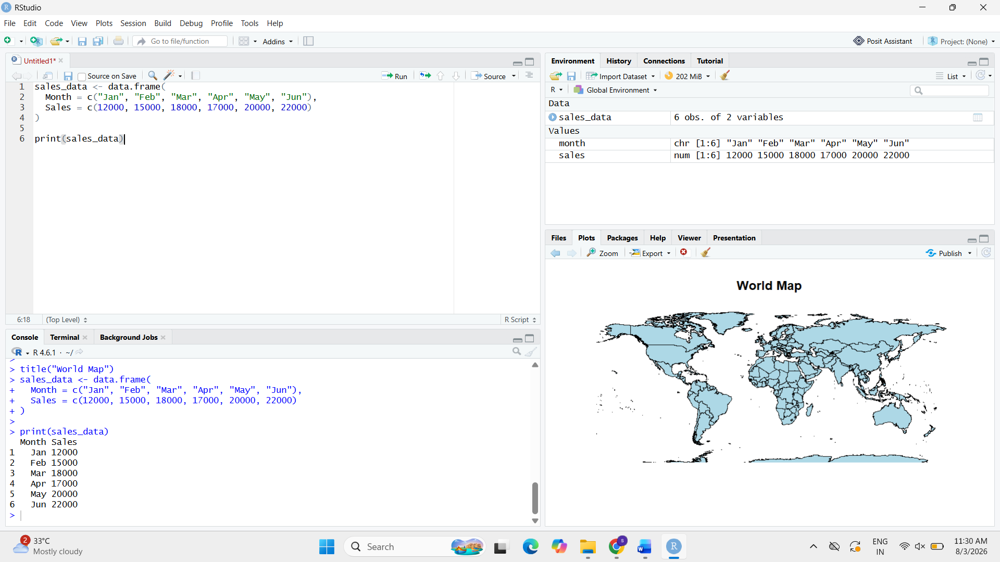 RStudio
File Edit Code View Plots Session Build Debug Profile Tools Help
Go to file/function Addins Posit Assistant Project: (None)
Untitled1*
Source on Save Run Source
1 sales_data <- data.frame(
2 Month = c("Jan", "Feb", "Mar", "Apr", "May", "Jun"),
3 Sales = c(12000, 15000, 18000, 17000, 20000, 22000)
4 )
5
6 print(sales_data)
6:18 (Top Level) R Script
Console Terminal Background Jobs
R 4.6.1 · ~/
>
> title("World Map")
> sales_data <- data.frame(
+ Month = c("Jan", "Feb", "Mar", "Apr", "May", "Jun"),
+ Sales = c(12000, 15000, 18000, 17000, 20000, 22000)
+ )
>
> print(sales_data)
Month Sales
1 Jan 12000
2 Feb 15000
3 Mar 18000
4 Apr 17000
5 May 20000
6 Jun 22000
>
Environment History Connections Tutorial
Import Dataset 202 MiB List
R Global Environment
Data
sales_data 6 obs. of 2 variables
Values
month chr [1:6] "Jan" "Feb" "Mar" "Apr" "May" "Jun"
sales num [1:6] 12000 15000 18000 17000 20000 22000
Files Plots Packages Help Viewer Presentation
Zoom Export Publish
World Map
2 33°C
Mostly cloudy
Search
ENG
IN
11:30 AM
8/3/2026